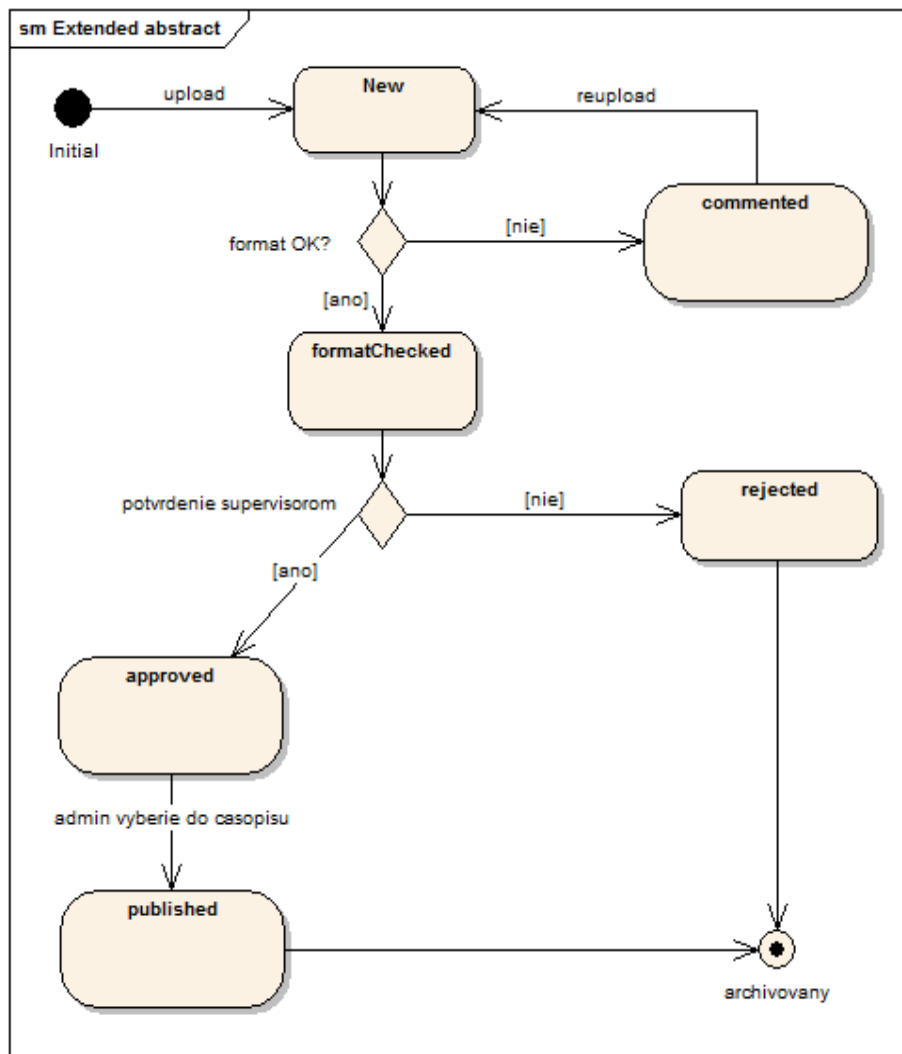 sm Extended abstract
New
upload
reupload
Initial
commented
[nie]
format OK?
[ano]
formatChecked
rejected
potvrdenie supervisorom
[nie]
[ano]
approved
admin vyberie do casopisu
published
archivovany